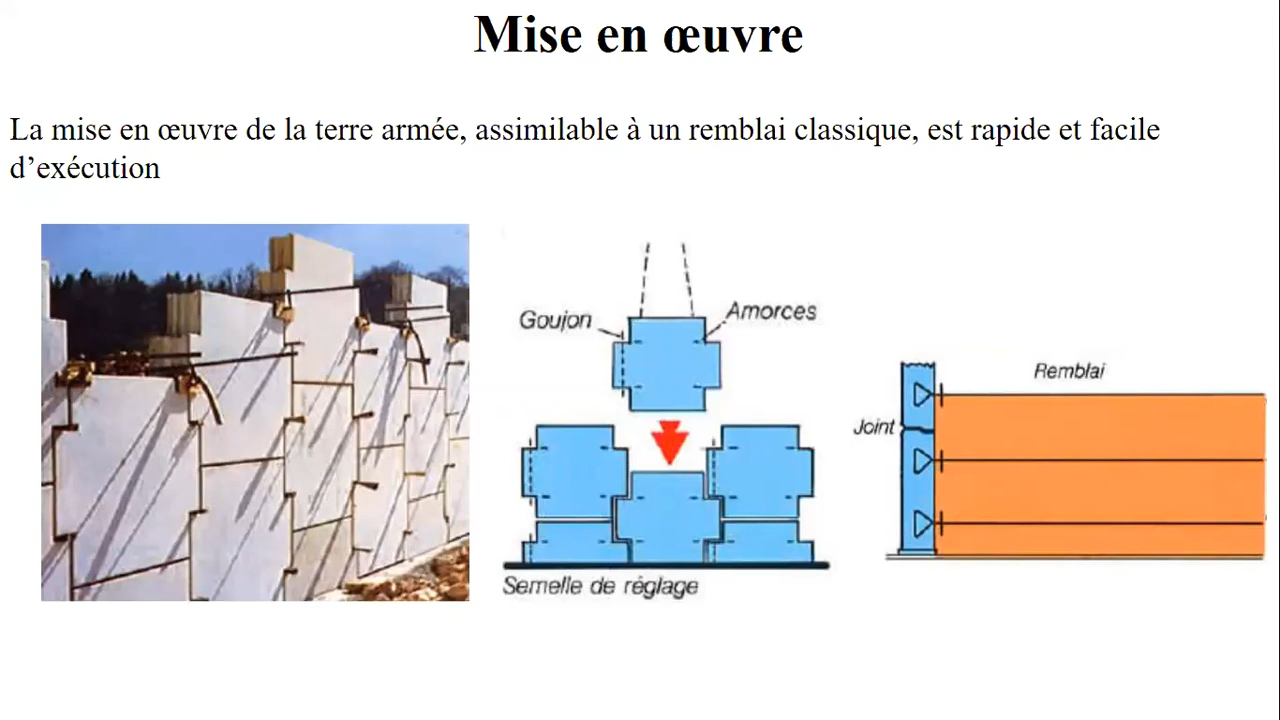 Mise en œuvre
La mise en œuvre de la terre armée, assimilable à un remblai classique, est rapide et facile
d’exécution
Goujon
Amorces
Semelle de réglage
Remblai
Joint